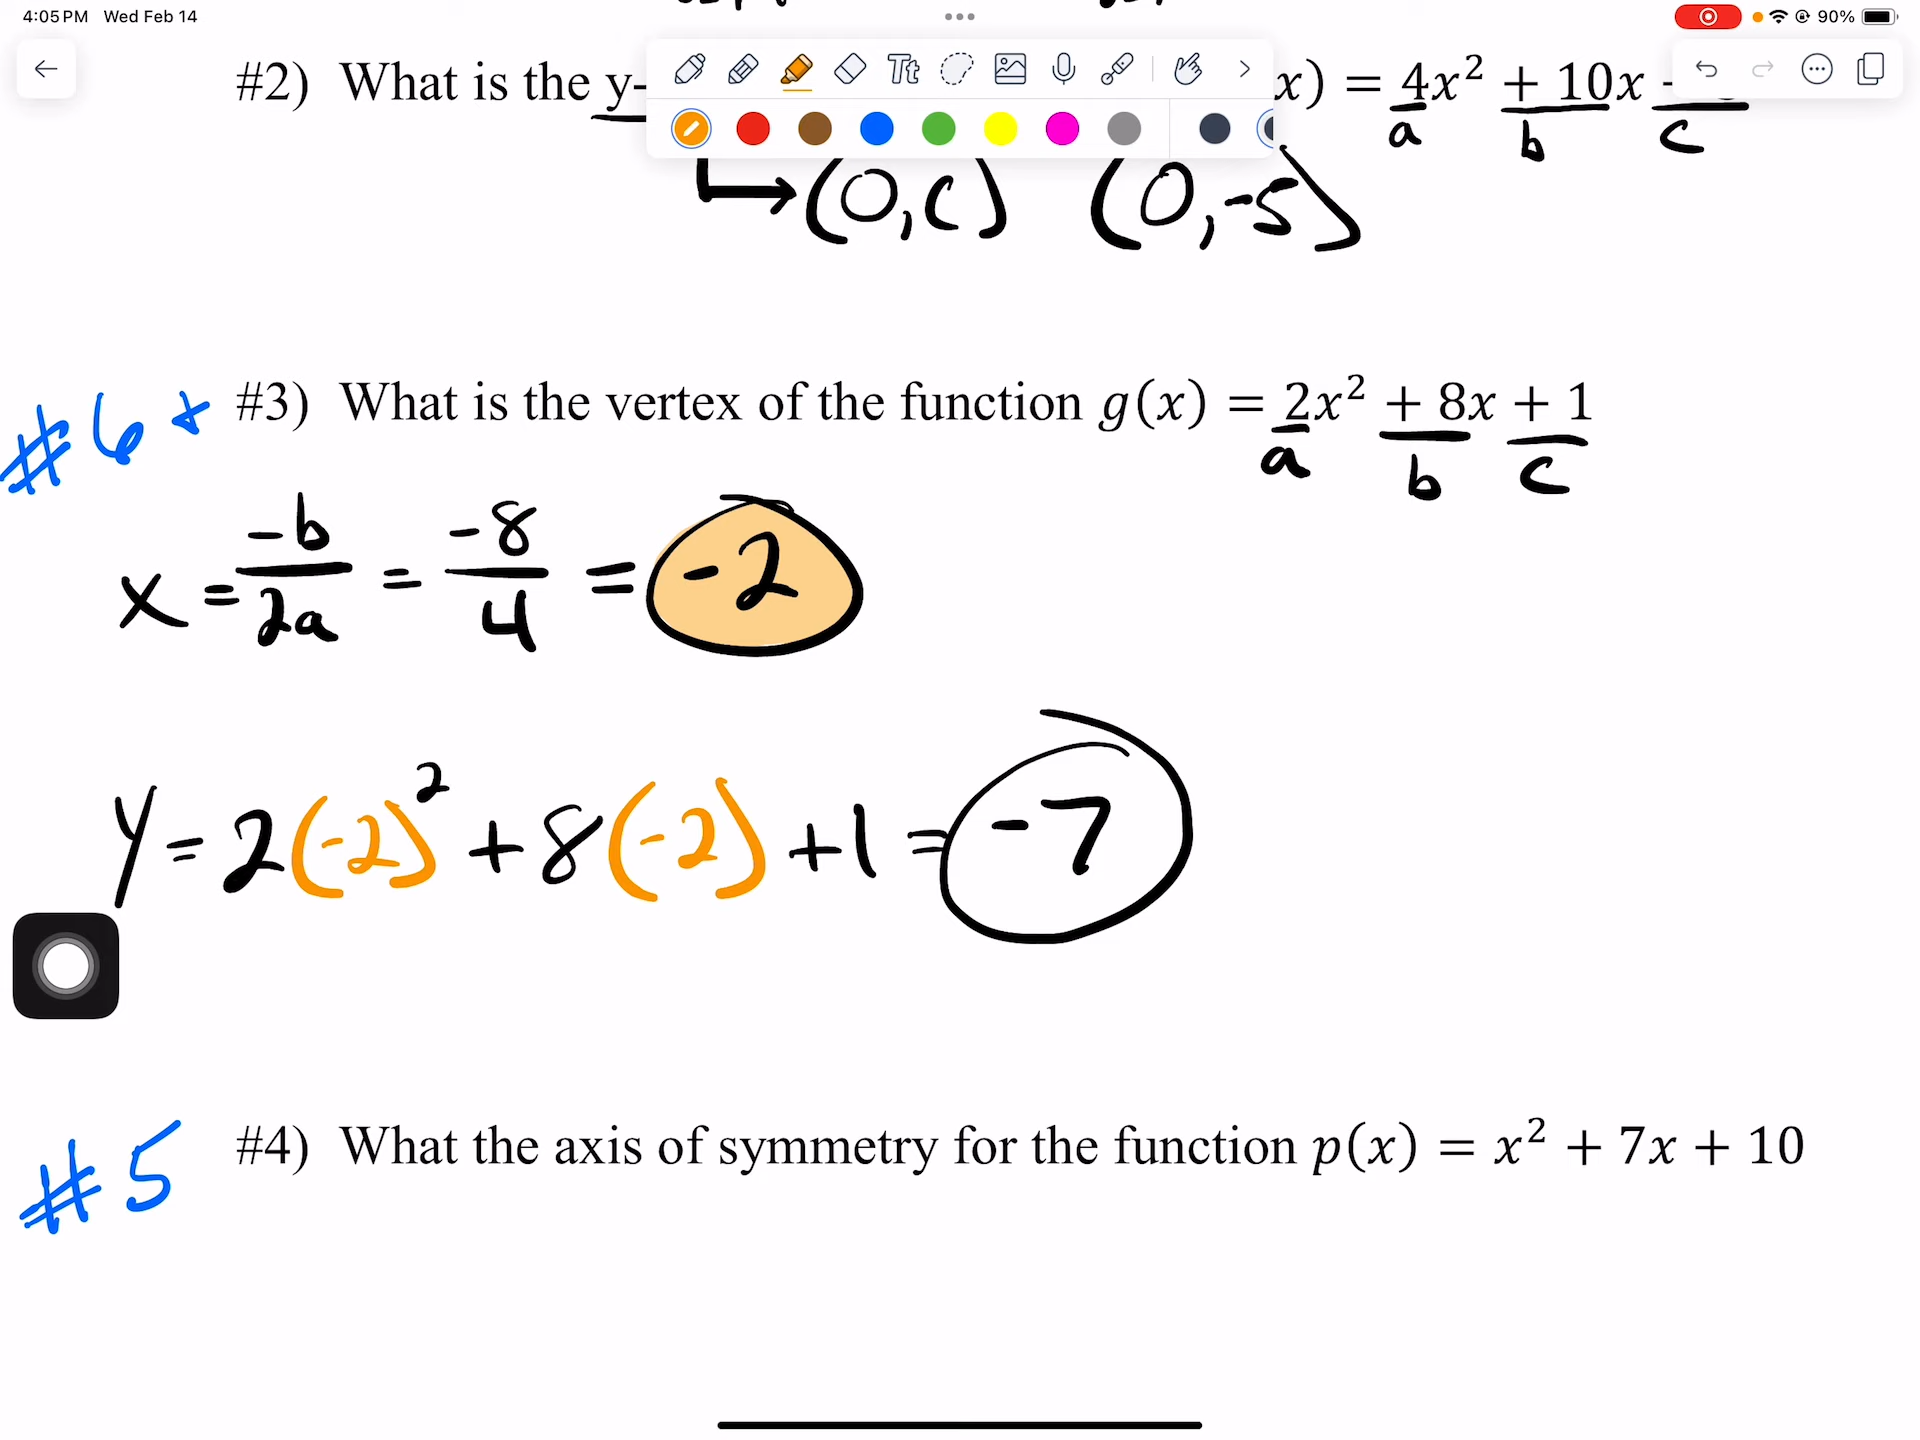 4:05 PM Wed Feb 14
90%
Tt
#2) What is the y-
x) = 4x² + 10x -
a b c
(0,c) (0,-5)
#6 + #3) What is the vertex of the function g(x) = 2x² + 8x + 1
a b c
x = -b/2a = -8/4 = -2
y = 2(-2)² + 8(-2) + 1 = -7
#5 #4) What the axis of symmetry for the function p(x) = x² + 7x + 10